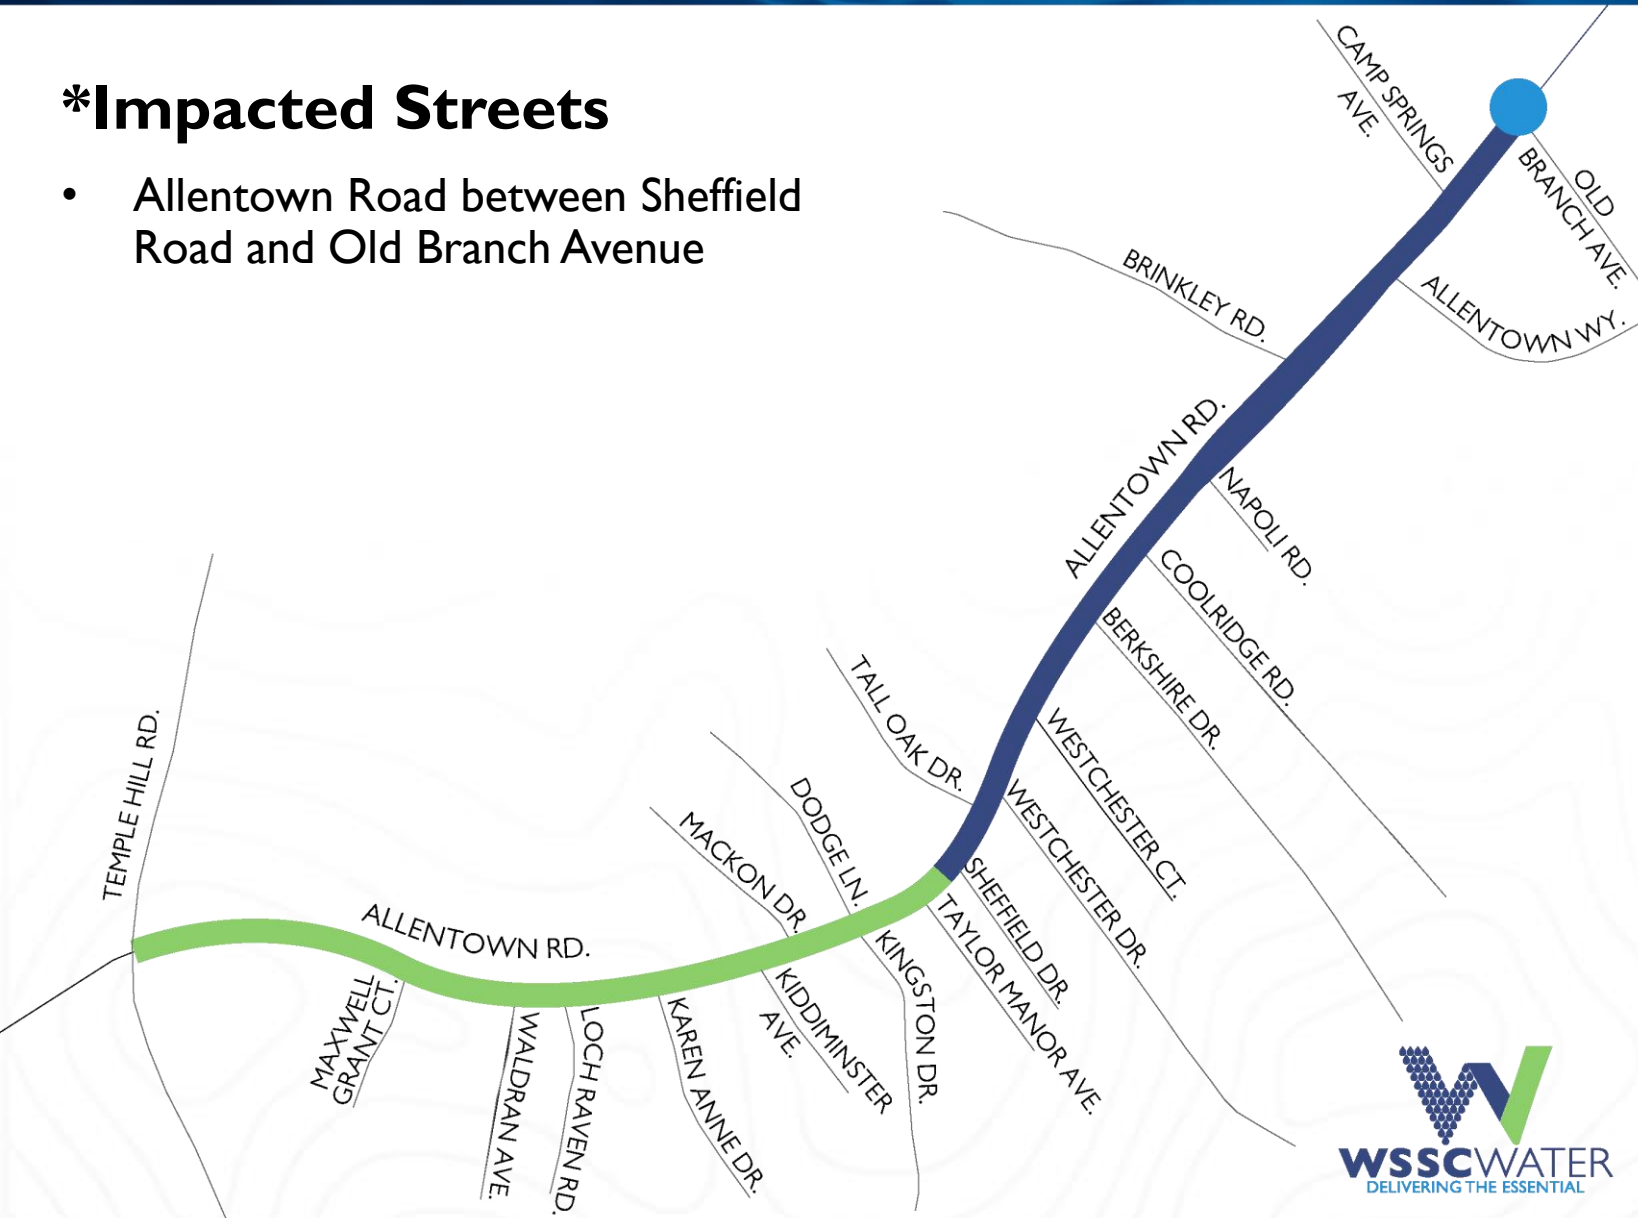 *Impacted Streets
• Allentown Road between Sheffield
Road and Old Branch Avenue
CAMP SPRINGS
AVE.
OLD
BRANCH AVE.
BRINKLEY RD.
ALLENTOWN WY.
ALLENTOWN RD.
NAPOLI RD.
COOLRIDGE RD.
BERKSHIRE DR.
TALL OAK DR.
WESTCHESTER CT.
WESTCHESTER DR.
DODGE LN.
MACKON DR.
SHEFFIELD DR.
TAYLOR MANOR AVE.
TEMPLE HILL RD.
ALLENTOWN RD.
KINGSTON DR.
KIDDIMINSTER
AVE.
MAXWELL
GRANT CT.
WALDRAN AVE.
LOCH RAVEN RD.
KAREN ANNE DR.
WSSCWATER
DELIVERING THE ESSENTIAL